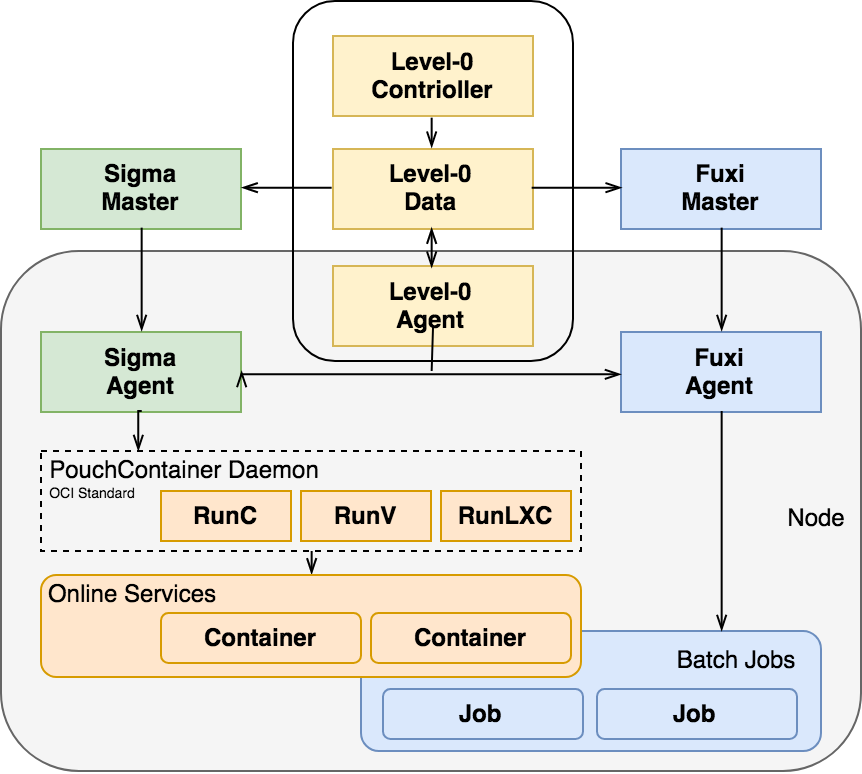 Level-0
Contrioller
Sigma
Master
Level-0
Data
Fuxi
Master
Level-0
Agent
Sigma
Agent
Fuxi
Agent
PouchContainer Daemon
OCI Standard
RunC
RunV
RunLXC
Node
Online Services
Container
Container
Batch Jobs
Job
Job